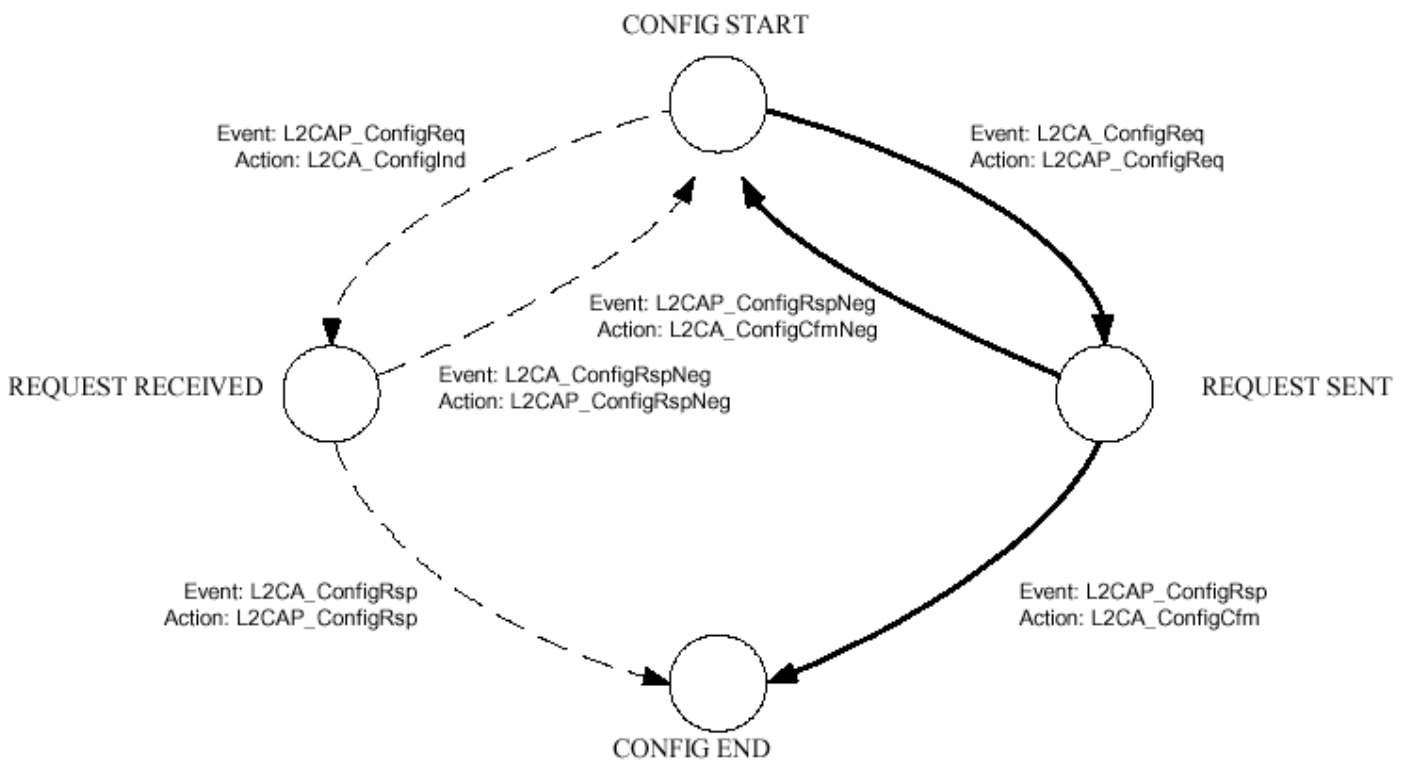 CONFIG START
Event: L2CAP_ConfigReq
Action: L2CA_ConfigInd
Event: L2CA_ConfigReq
Action: L2CAP_ConfigReq
Event: L2CAP_ConfigRspNeg
Action: L2CA_ConfigCfmNeg
REQUEST RECEIVED
Event: L2CA_ConfigRspNeg
Action: L2CAP_ConfigRspNeg
REQUEST SENT
Event: L2CA_ConfigRsp
Action: L2CAP_ConfigRsp
Event: L2CAP_ConfigRsp
Action: L2CA_ConfigCfm
CONFIG END